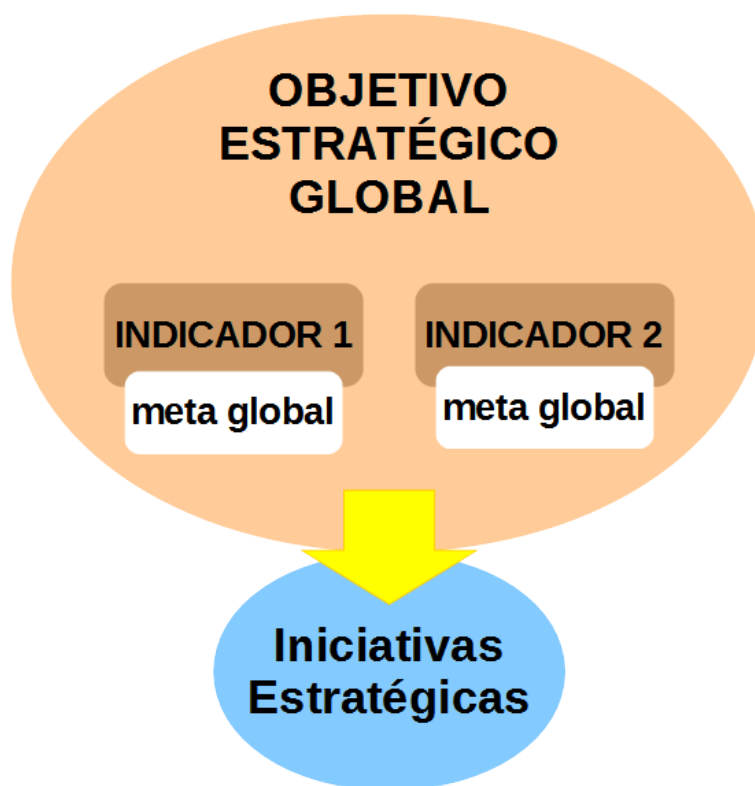 OBJETIVO
ESTRATÉGICO
GLOBAL
INDICADOR 1
meta global
INDICADOR 2
meta global
Iniciativas
Estratégicas